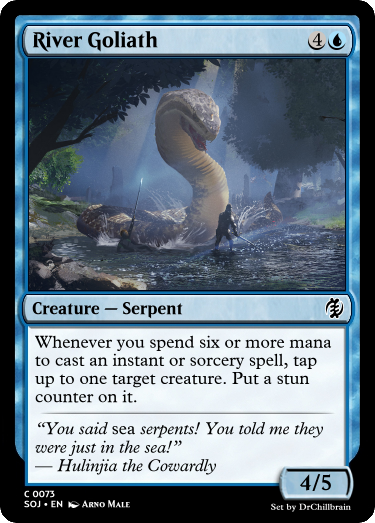 River Goliath
4
Creature — Serpent
Whenever you spend six or more mana
to cast an instant or sorcery spell, tap
up to one target creature. Put a stun
counter on it.
“You said sea serpents! You told me they
were just in the sea!”
— Hulinjia the Cowardly
4/5
C 0073
SOJ • EN Arno Male
Set by DrChillbrain